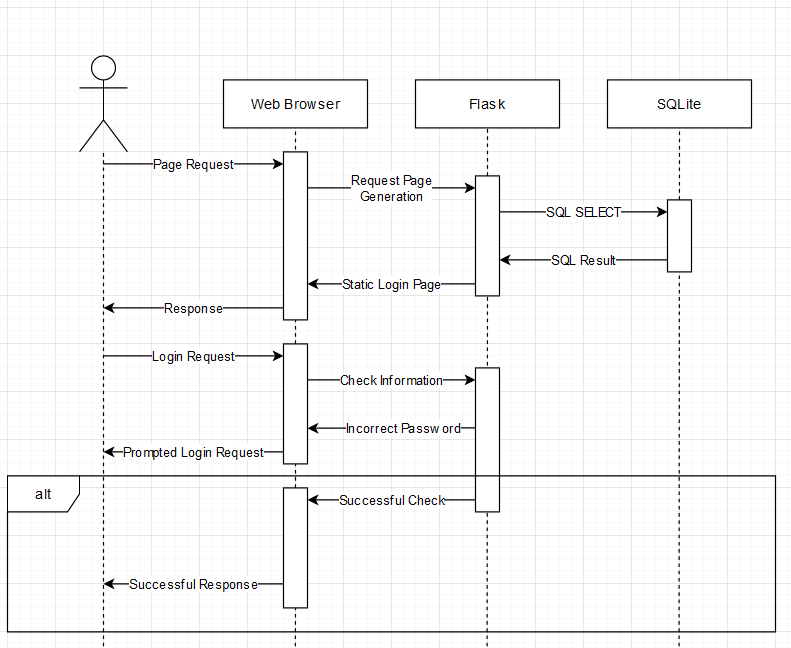 Web Browser
Flask
SQLite
Page Request
Request Page
Generation
SQL SELECT
SQL Result
Static Login Page
Response
Login Request
Check Information
Incorrect Password
Prompted Login Request
alt
Successful Check
Successful Response